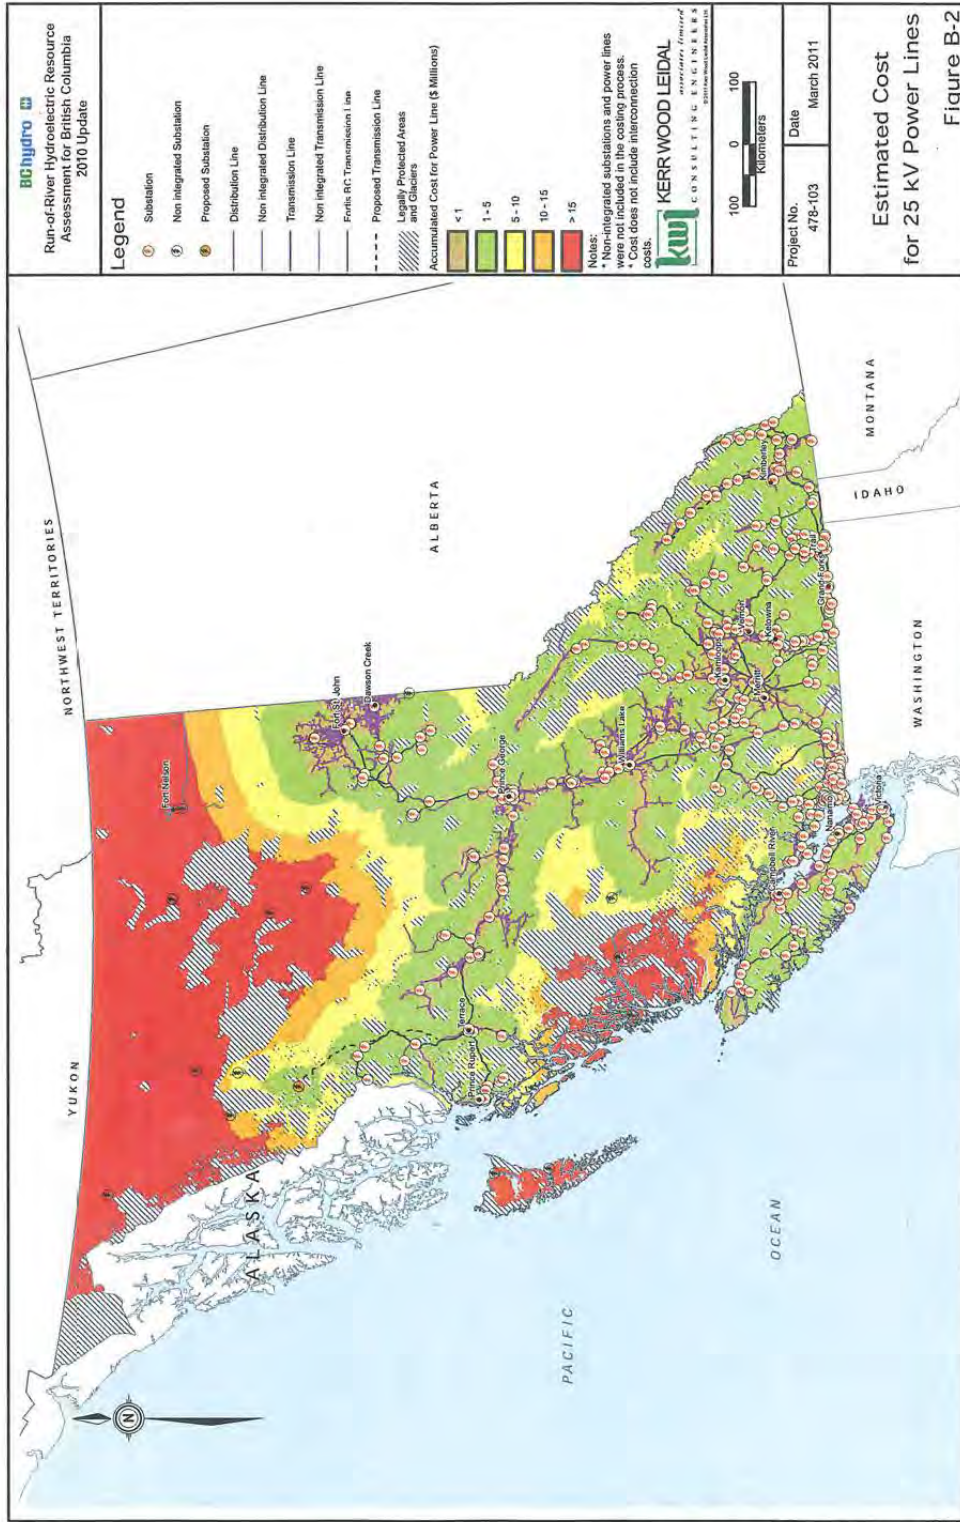 BChydro
Run-of-River Hydroelectric Resource
Assessment for British Columbia
2010 Update
Legend
Substation
Non integrated Substation
Proposed Substation
Distribution Line
Non integrated Distribution Line
Transmission Line
Non integrated Transmission Line
Fortis BC Transmission Line
Proposed Transmission Line
Legally Protected Areas
and Glaciers
Accumulated Cost for Power Line ($ Millions)
< 1
1 - 5
5 - 10
10 - 15
> 15
Notes:
* Non-integrated substations and power lines
were not included in the costing process.
* Cost does not include interconnection
costs.
kwl
KERR WOOD LEIDAL
associates limited
CONSULTING ENGINEERS
100 0 100
Kilometers
Project No.
478-103
Date
March 2011
Estimated Cost
for 25 kV Power Lines
Figure B-2
N
YUKON
NORTHWEST TERRITORIES
ALASKA
ALBERTA
PACIFIC
OCEAN
WASHINGTON
IDAHO
MONTANA
Fort Nelson
Fort St. John
Dawson Creek
Prince George
Terrace
Prince Rupert
Williams Lake
Kamloops
Vernon
Kelowna
Merritt
Kimberley
Trail
Grand Forks
Campbell River
Nanaimo
Victoria